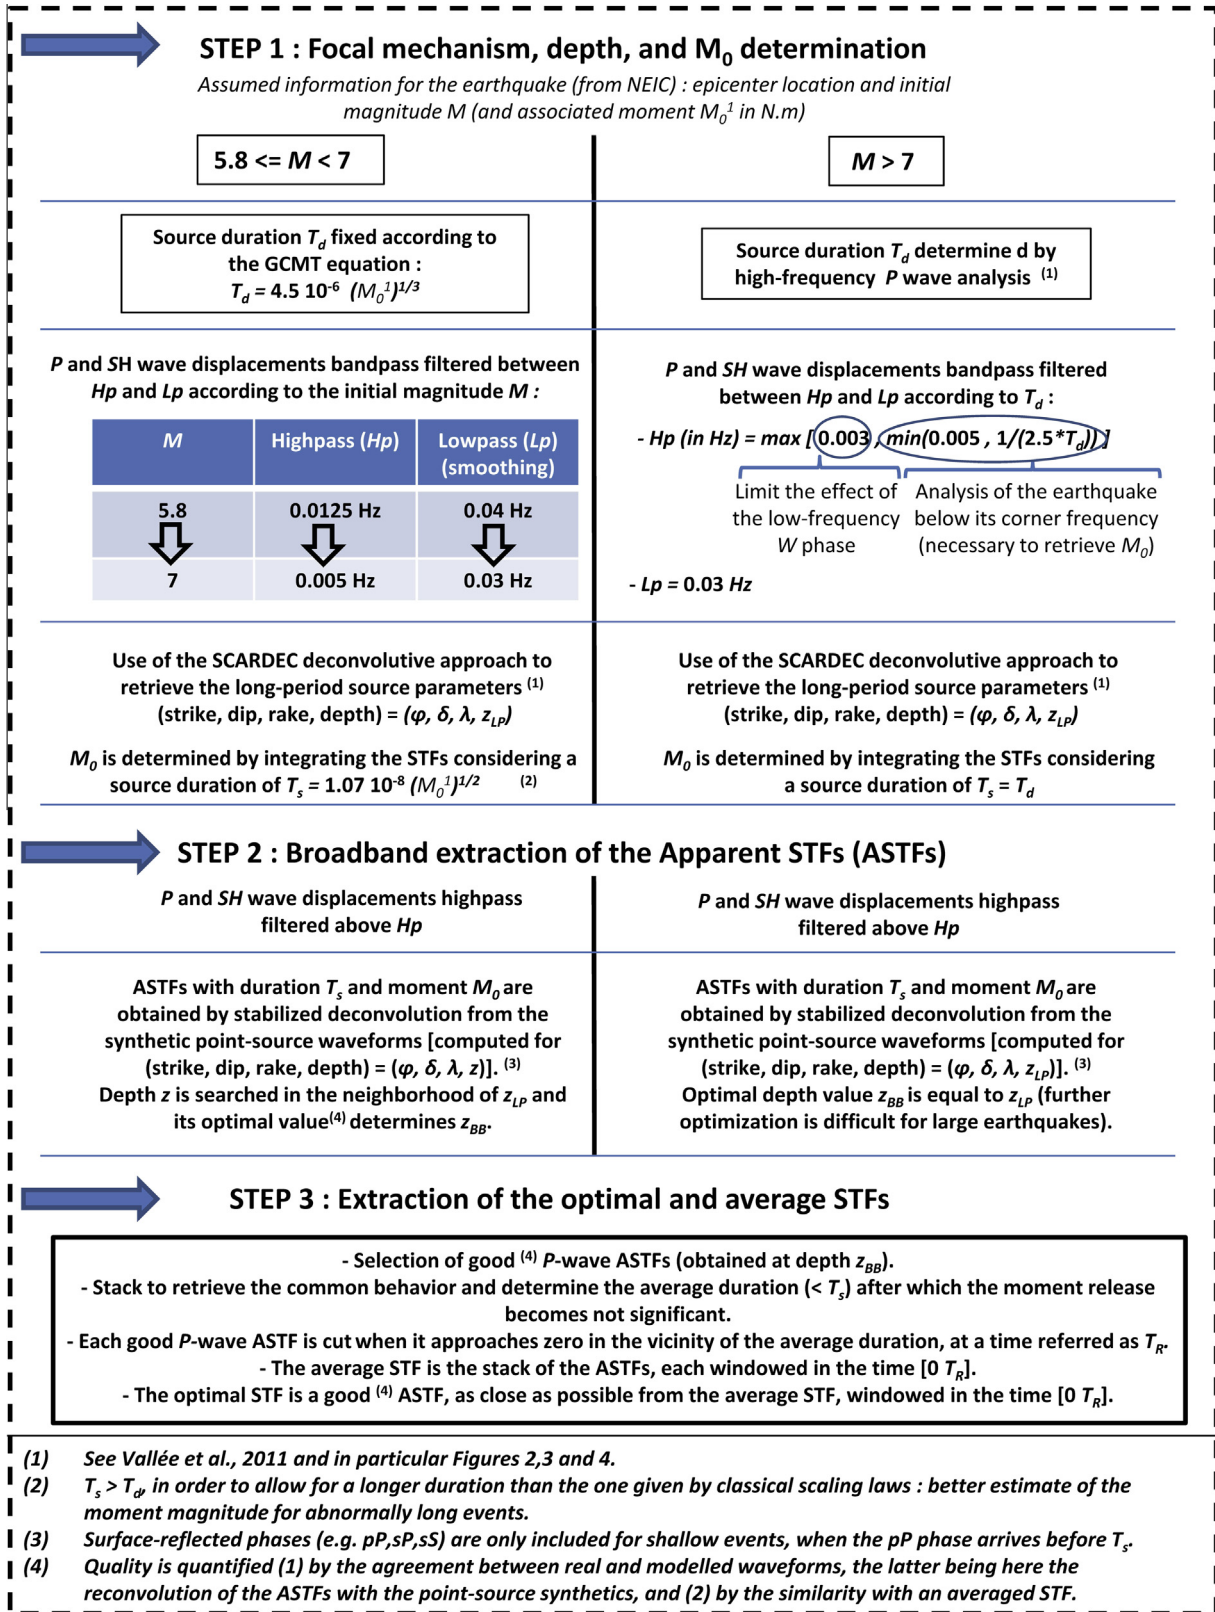 STEP 1 : Focal mechanism, depth, and M0 determination
Assumed information for the earthquake (from NEIC) : epicenter location and initial
magnitude M (and associated moment M0^1 in N.m)
5.8 <= M < 7
Source duration Td fixed according to
the GCMT equation :
Td = 4.5 10^-6 (M0^1)^1/3
P and SH wave displacements bandpass filtered between
Hp and Lp according to the initial magnitude M :
M Highpass (Hp) Lowpass (Lp)
(smoothing)
5.8 0.0125 Hz 0.04 Hz
7 0.005 Hz 0.03 Hz
Use of the SCARDEC deconvolutive approach to
retrieve the long-period source parameters (1)
(strike, dip, rake, depth) = (φ, δ, λ, zLP)
M0 is determined by integrating the STFs considering a
source duration of Ts = 1.07 10^-8 (M0^1)^1/2 (2)
M > 7
Source duration Td determine d by
high-frequency P wave analysis (1)
P and SH wave displacements bandpass filtered
between Hp and Lp according to Td :
- Hp (in Hz) = max [0.003 , min(0.005 , 1/(2.5*Td)) ]
Limit the effect of
the low-frequency
W phase
Analysis of the earthquake
below its corner frequency
(necessary to retrieve M0)
- Lp = 0.03 Hz
Use of the SCARDEC deconvolutive approach to
retrieve the long-period source parameters (1)
(strike, dip, rake, depth) = (φ, δ, λ, zLP)
M0 is determined by integrating the STFs considering
a source duration of Ts = Td
STEP 2 : Broadband extraction of the Apparent STFs (ASTFs)
P and SH wave displacements highpass
filtered above Hp
ASTFs with duration Ts and moment M0 are
obtained by stabilized deconvolution from the
synthetic point-source waveforms [computed for
(strike, dip, rake, depth) = (φ, δ, λ, z)]. (3)
Depth z is searched in the neighborhood of zLP and
its optimal value(4) determines zBB.
P and SH wave displacements highpass
filtered above Hp
ASTFs with duration Ts and moment M0 are
obtained by stabilized deconvolution from the
synthetic point-source waveforms [computed for
(strike, dip, rake, depth) = (φ, δ, λ, zLP)]. (3)
Optimal depth value zBB is equal to zLP (further
optimization is difficult for large earthquakes).
STEP 3 : Extraction of the optimal and average STFs
- Selection of good (4) P-wave ASTFs (obtained at depth zBB).
- Stack to retrieve the common behavior and determine the average duration (< Ts) after which the moment release
becomes not significant.
- Each good P-wave ASTF is cut when it approaches zero in the vicinity of the average duration, at a time referred as TR.
- The average STF is the stack of the ASTFs, each windowed in the time [0 TR].
- The optimal STF is a good (4) ASTF, as close as possible from the average STF, windowed in the time [0 TR].
(1) See Vallée et al., 2011 and in particular Figures 2,3 and 4.
(2) Ts > Td, in order to allow for a longer duration than the one given by classical scaling laws : better estimate of the
moment magnitude for abnormally long events.
(3) Surface-reflected phases (e.g. pP,sP,sS) are only included for shallow events, when the pP phase arrives before Ts.
(4) Quality is quantified (1) by the agreement between real and modelled waveforms, the latter being here the
reconvolution of the ASTFs with the point-source synthetics, and (2) by the similarity with an averaged STF.